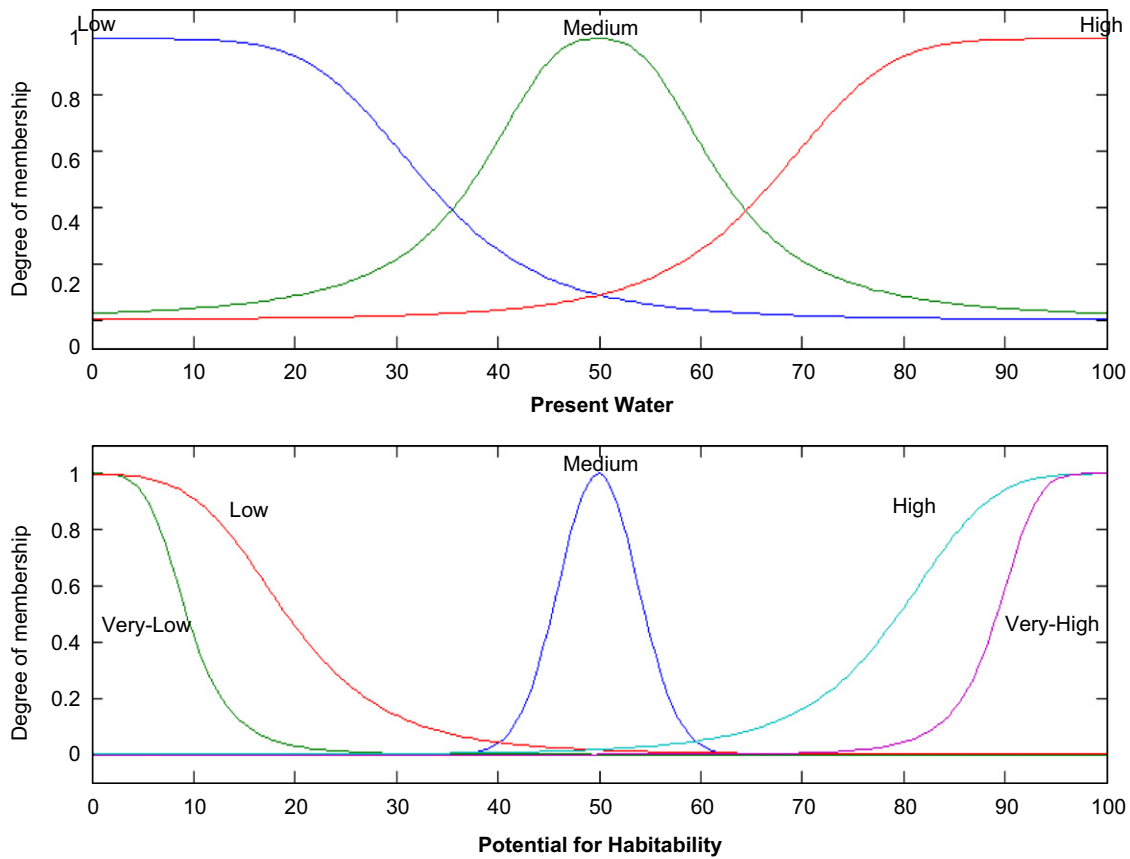 Low
Medium
High
1
0.8
0.6
0.4
0.2
0
Degree of membership
0 10 20 30 40 50 60 70 80 90 100
Present Water
Medium
1
Low
High
0.8
0.6
Very-Low
Very-High
0.4
0.2
0
Degree of membership
0 10 20 30 40 50 60 70 80 90 100
Potential for Habitability